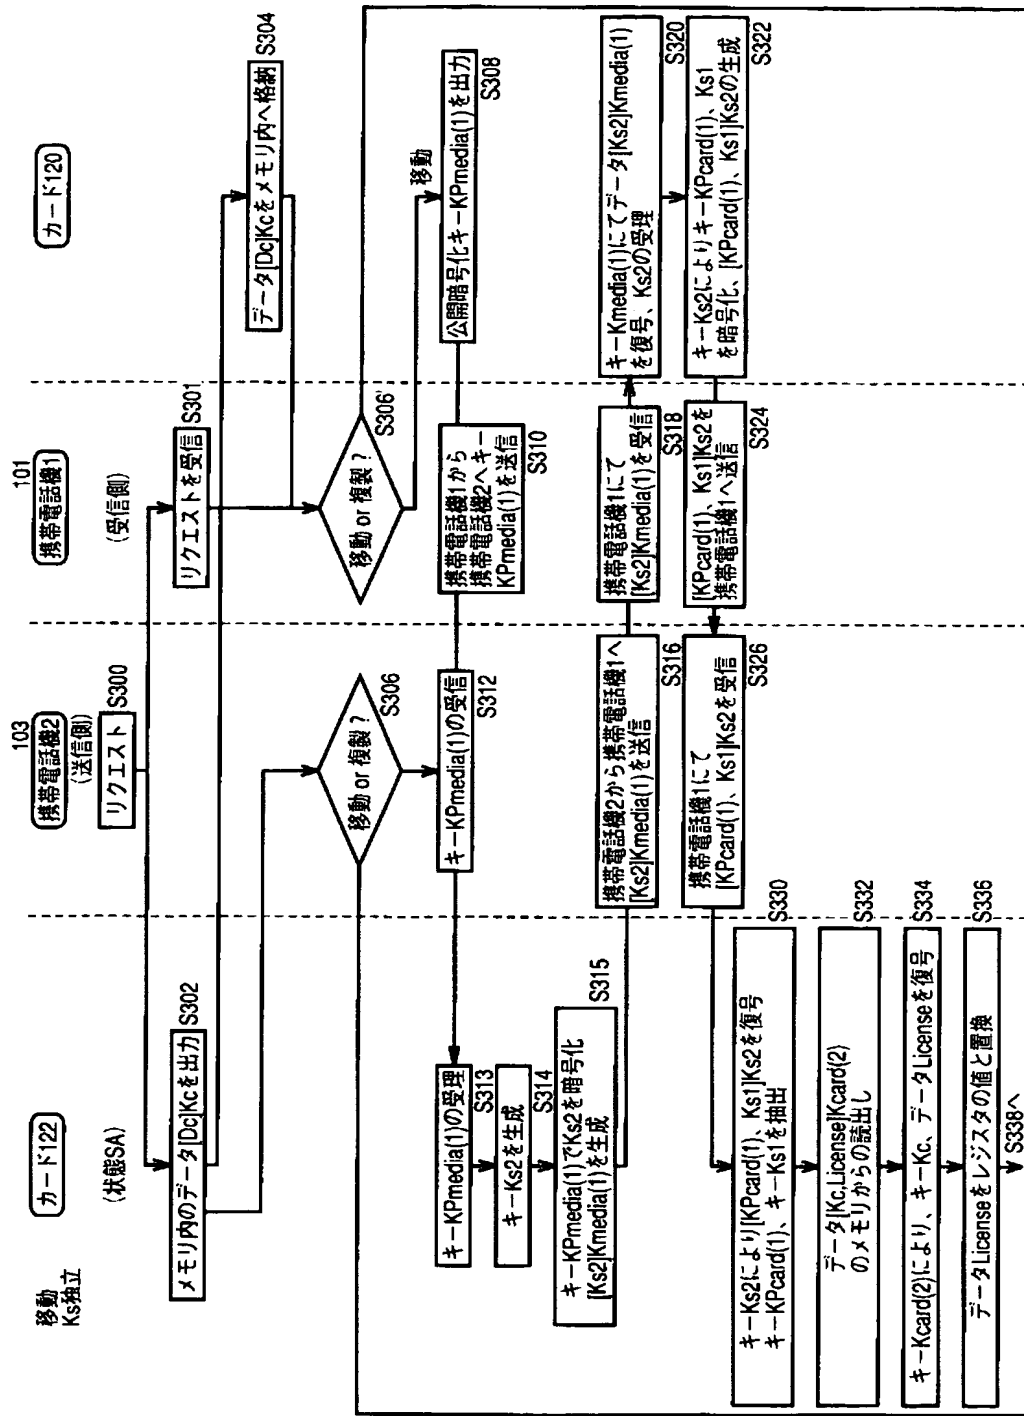 移動
Ks独立
カード122
(状態SA)
103
携帯電話機2
(送信側)
101
携帯電話機1
(受信側)
カード120
リクエスト
S300
リクエストを受信
S301
メモリ内のデータ[Dc]Kcを出力
S302
データ[Dc]Kcをメモリ内へ格納
S304
移動 or 複製？
S306
移動 or 複製？
S306'
移動
公開暗号化キーKPmedia(1)を出力
S308
携帯電話機1から
携帯電話機2へキー
KPmedia(1)を送信
S310
キーKPmedia(1)の受信
S312
キーKPmedia(1)の受理
S313
キーKs2を生成
S314
キーKPmedia(1)でKs2を暗号化
[Ks2]Kmedia(1)を生成
S315
携帯電話機2から携帯電話機1へ
[Ks2]Kmedia(1)を送信
S316
携帯電話機1にて
[Ks2]Kmedia(1)を受信
S318
キーKmedia(1)にてデータ[Ks2]Kmedia(1)
を復号、Ks2の受理
S320
キーKs2によりキーKPcard(1)、Ks1
を暗号化、[KPcard(1)、Ks1]Ks2の生成
S322
[KPcard(1)、Ks1]Ks2を
携帯電話機1へ送信
S324
携帯電話機1にて
[KPcard(1)、Ks1]Ks2を受信
S326
キーKs2により[KPcard(1)、Ks1]Ks2を復号
キーKPcard(1)、キーKs1を抽出
S330
データ[Kc,License]Kcard(2)
のメモリからの読出し
S332
キーKcard(2)により、キーKc、データLicenseを復号
S334
データLicenseをレジスタの値と置換
S336
S338へ